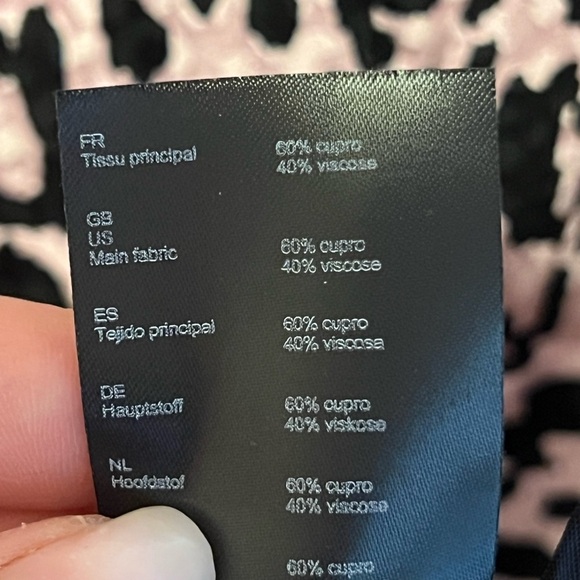 FR
Tissu principal 60% cupro
40% viscose
GB
US
Main fabric 60% cupro
40% viscose
ES
Tejido principal 60% cupro
40% viscosa
DE
Hauptstoff 60% cupro
40% viskose
NL
Hoofdstof 60% cupro
40% viscose
60% cupro